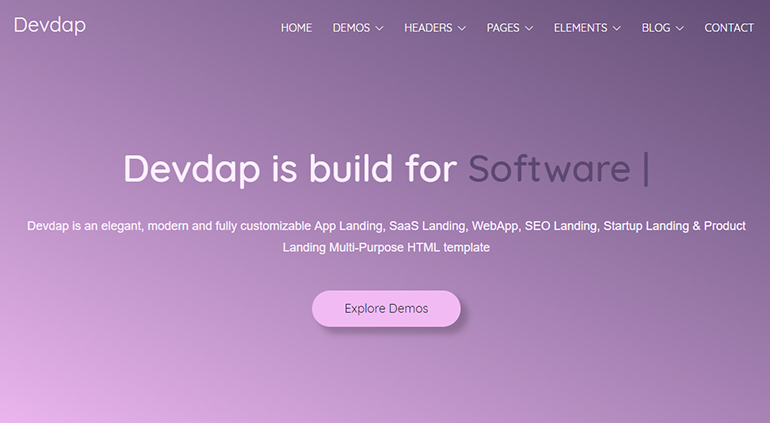 Devdap
HOME DEMOS HEADERS PAGES ELEMENTS BLOG CONTACT
Devdap is build for Software |
Devdap is an elegant, modern and fully customizable App Landing, SaaS Landing, WebApp, SEO Landing, Startup Landing & Product
Landing Multi-Purpose HTML template
Explore Demos